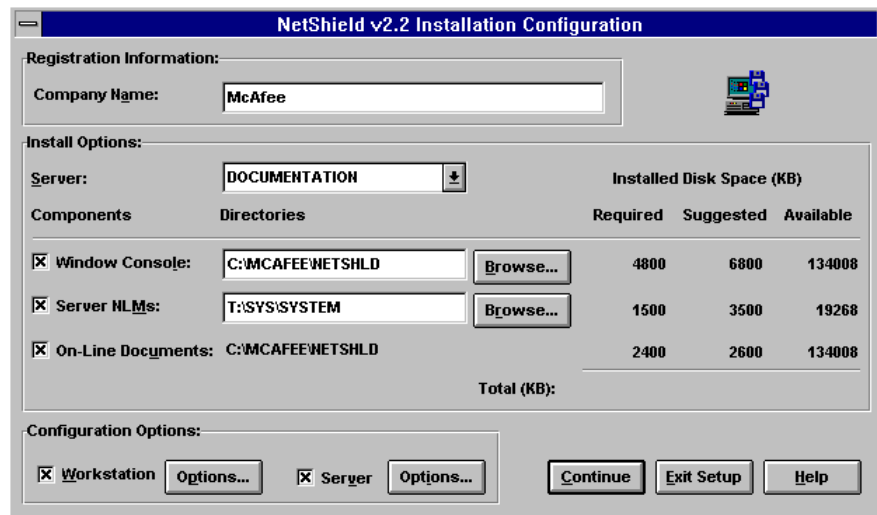 NetShield v2.2 Installation Configuration
Registration Information:
Company Name: McAfee
Install Options:
Server: DOCUMENTATION Installed Disk Space (KB)
Components Directories Required Suggested Available
Window Console: C:\MCAFEE\NETSHLD Browse... 4800 6800 134008
Server NLMs: T:\SYS\SYSTEM Browse... 1500 3500 19268
On-Line Documents: C:\MCAFEE\NETSHLD 2400 2600 134008
Total (KB):
Configuration Options:
Workstation Options... Server Options... Continue Exit Setup Help